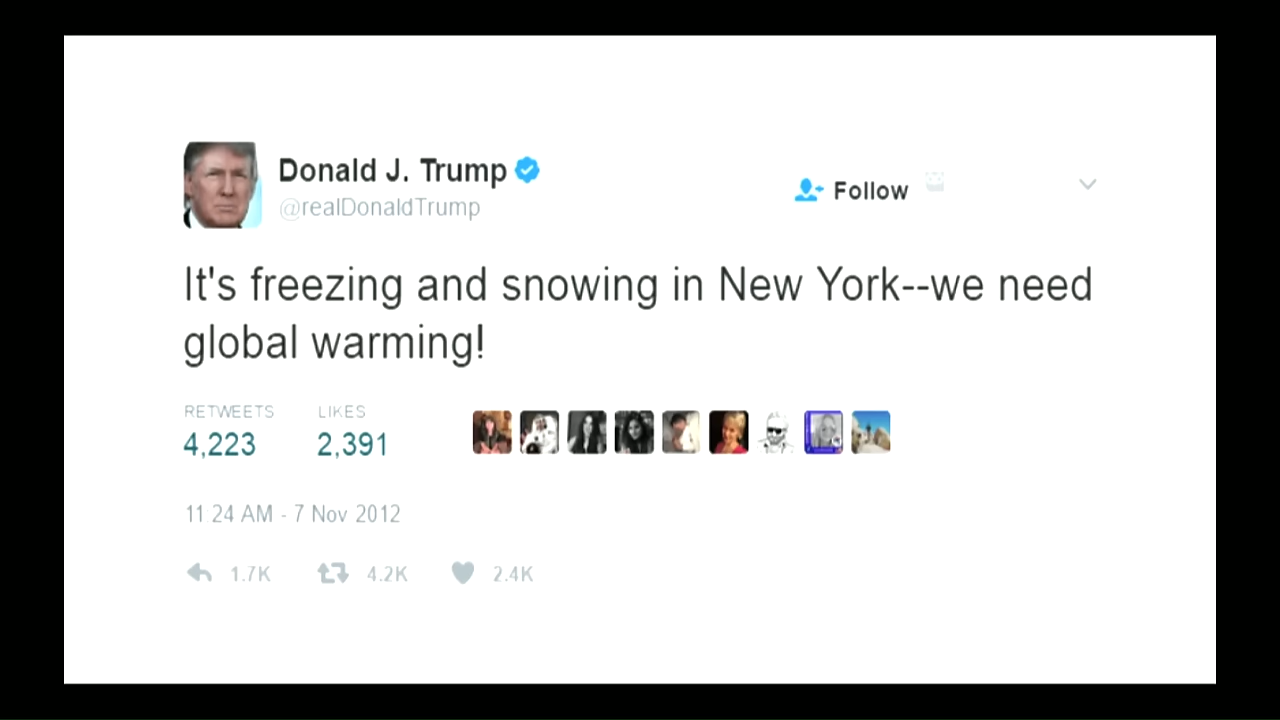 Donald J. Trump
@realDonaldTrump
Follow
It's freezing and snowing in New York--we need
global warming!
RETWEETS LIKES
4,223 2,391
11:24 AM - 7 Nov 2012
1.7K 4.2K 2.4K